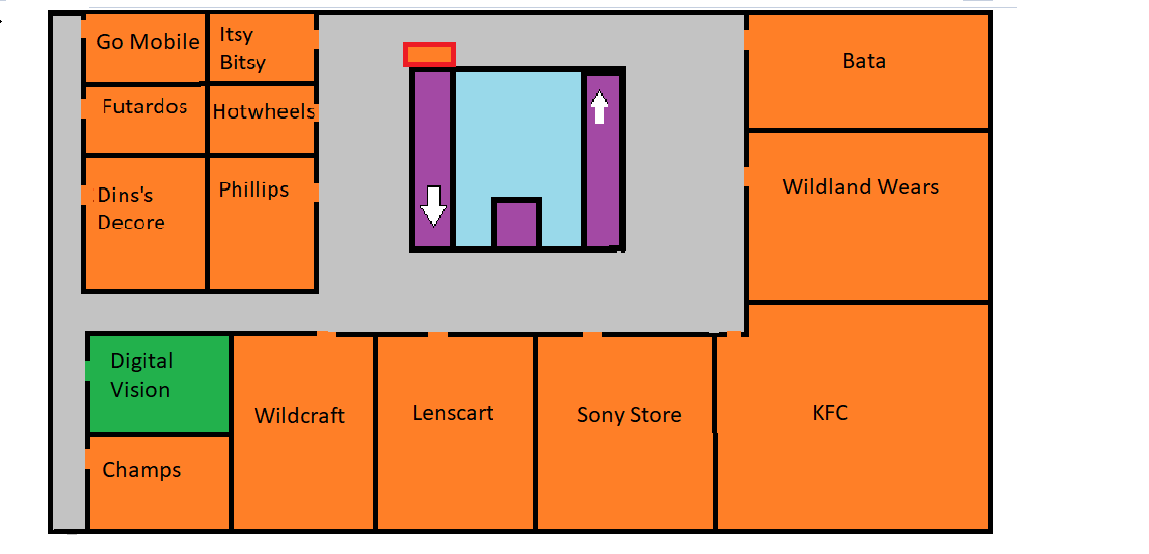 Go Mobile
Itsy
Bitsy
Bata
Futardos
Hotwheels
Dins's
Decore
Phillips
Wildland Wears
Digital
Vision
Wildcraft
Lenscart
Sony Store
KFC
Champs